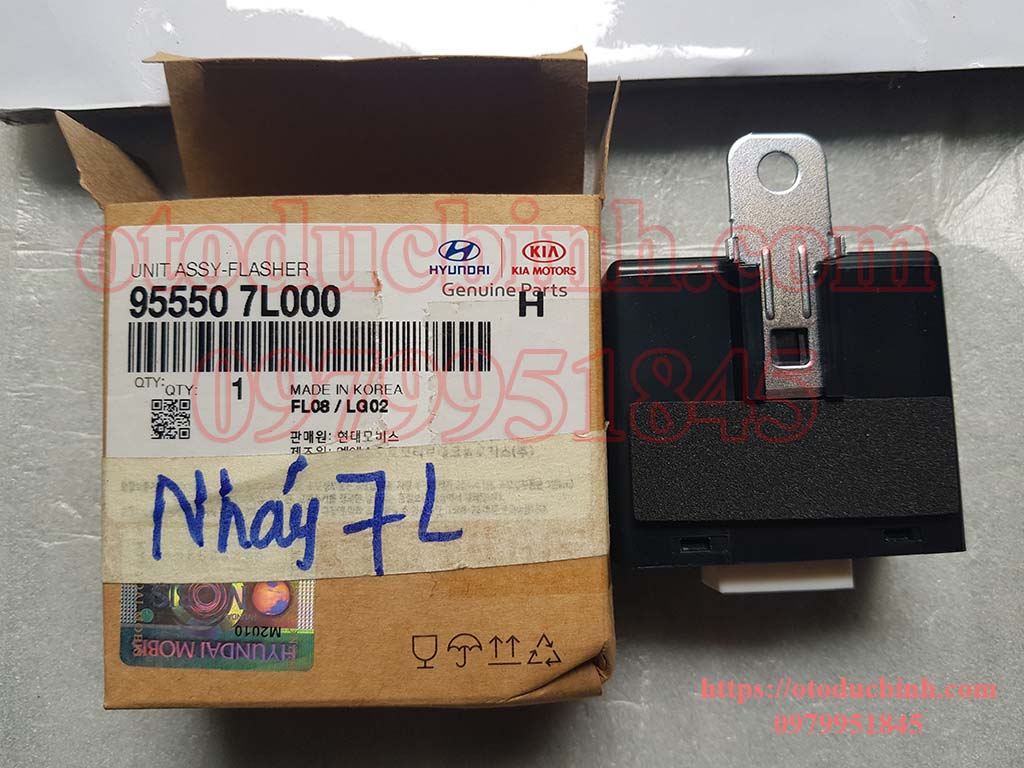 otoducbinh.com
HYUNDAI
KIA
KIA MOTORS
UNIT ASSY-FLASHER
Genuine Parts
95550 7L000
H
0979951845
QTY:
QTY: 1
MADE IN KOREA
FL08 / LG02
판매원: 현대모비스
Nháy 7L
M2010
HYUNDAI MOBIS
https://otoducbinh.com
0979951845